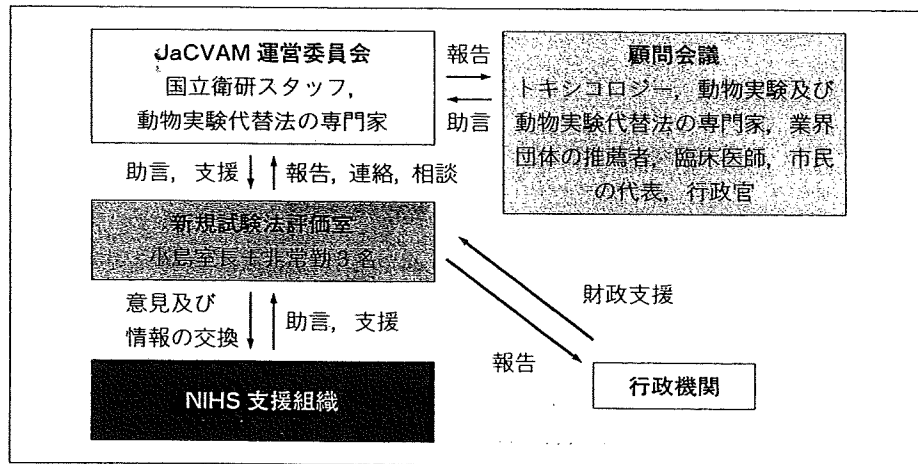 JaCVAM 運営委員会
国立衛研スタッフ，
動物実験代替法の専門家
報告
助言
顧問会議
トキシコロジー，動物実験及び
動物実験代替法の専門家，業界
団体の推薦者，臨床医師，市民
の代表，行政官
助言，支援
報告，連絡，相談
新規試験法評価室
小島室長＋非常勤3名
意見及び
情報の交換
助言，支援
財政支援
報告
NIHS 支援組織
行政機関